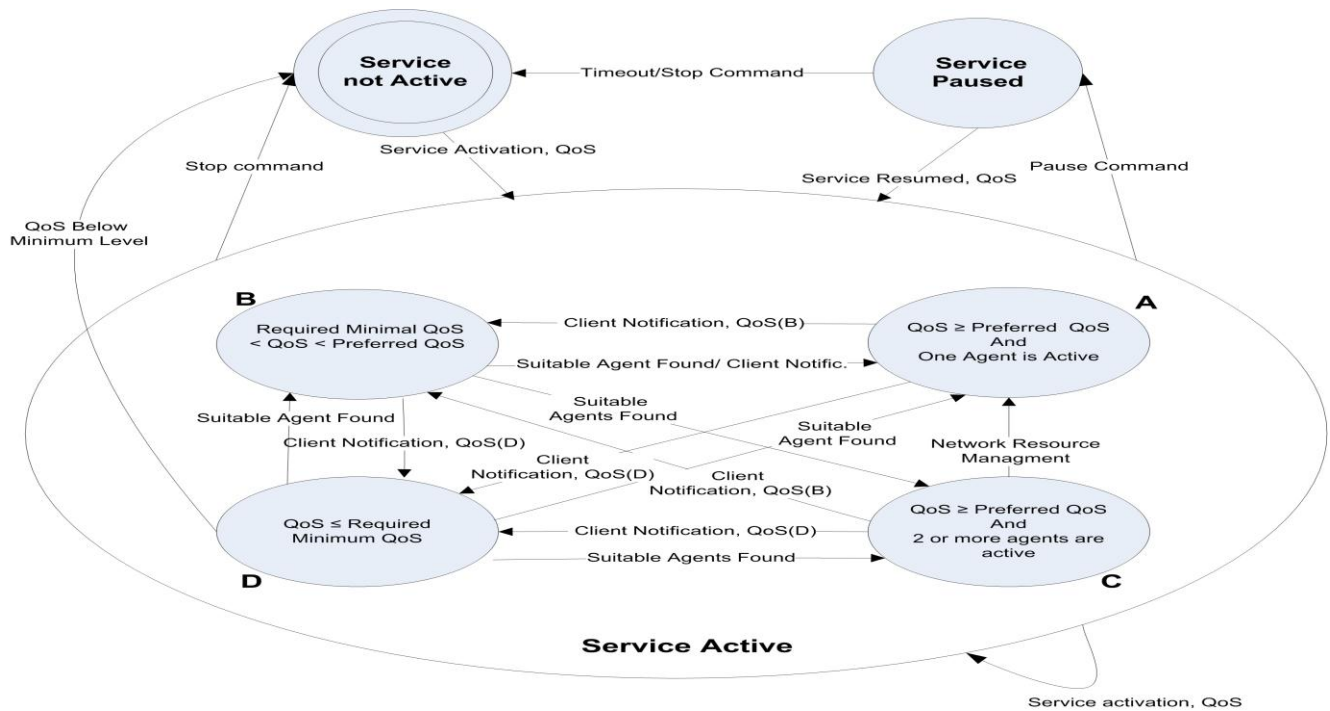 Service
not Active
Timeout/Stop Command
Service
Paused
Service Activation, QoS
Stop command
Service Resumed, QoS
Pause Command
QoS Below
Minimum Level
B
A
Required Minimal QoS
< QoS < Preferred QoS
Client Notification, QoS(B)
QoS ≥ Preferred QoS
And
One Agent is Active
Suitable Agent Found/ Client Notific.
Suitable
Agents Found
Suitable Agent Found
Client Notification, QoS(D)
Suitable
Agent Found
Network Resource
Managment
Client
Notification, QoS(D)
Client
Notification, QoS(B)
QoS ≤ Required
Minimum QoS
Client Notification, QoS(D)
QoS ≥ Preferred QoS
And
2 or more agents are
active
Suitable Agents Found
D
C
Service Active
Service activation, QoS